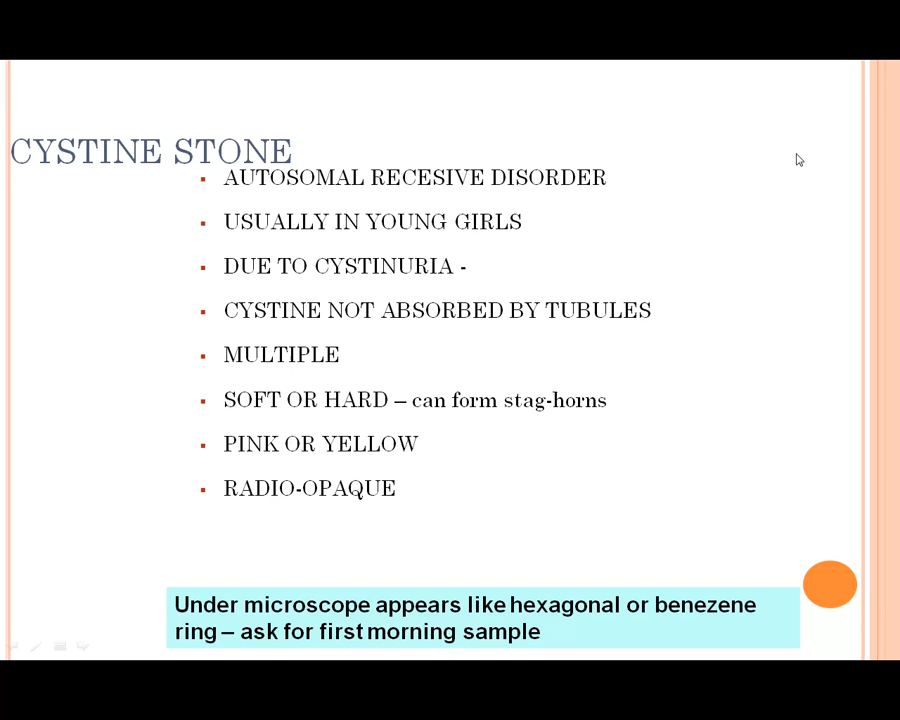 CYSTINE STONE
AUTOSOMAL RECESIVE DISORDER
USUALLY IN YOUNG GIRLS
DUE TO CYSTINURIA -
CYSTINE NOT ABSORBED BY TUBULES
MULTIPLE
SOFT OR HARD – can form stag-horns
PINK OR YELLOW
RADIO-OPAQUE
Under microscope appears like hexagonal or benezene
ring – ask for first morning sample